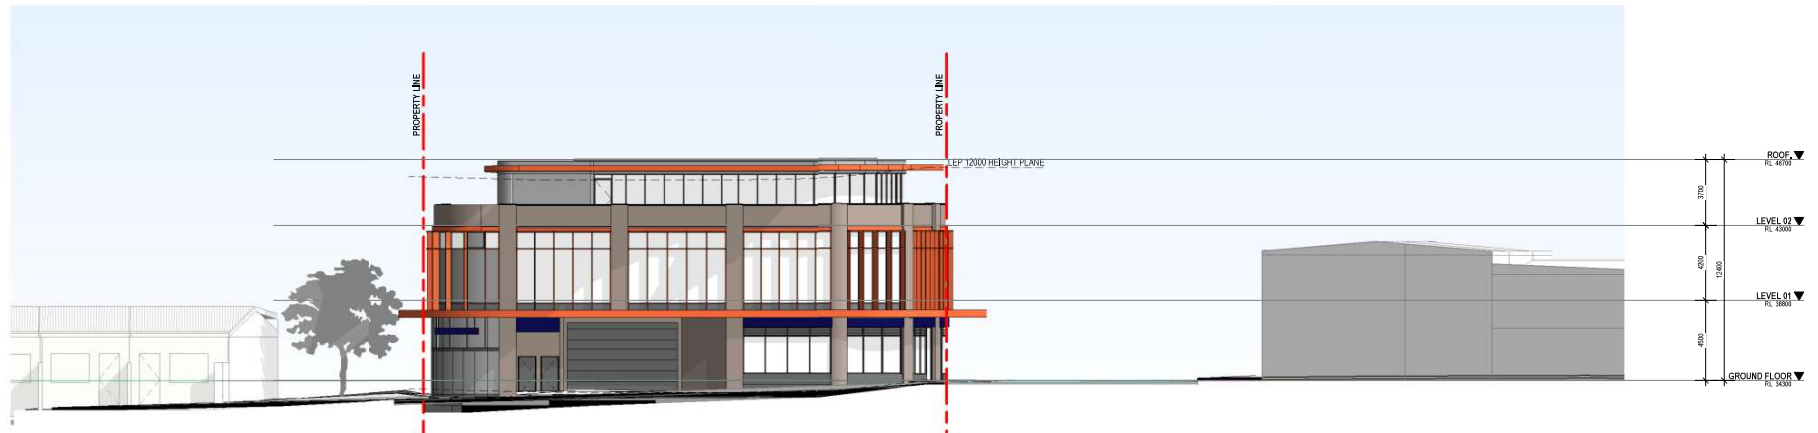 PROPERTY LINE
PROPERTY LINE
LEP 12000 HEIGHT PLANE
ROOF
RL 46700
3700
LEVEL 02
RL 43000
4200
12400
LEVEL 01
RL 38800
4500
GROUND FLOOR
RL 34300